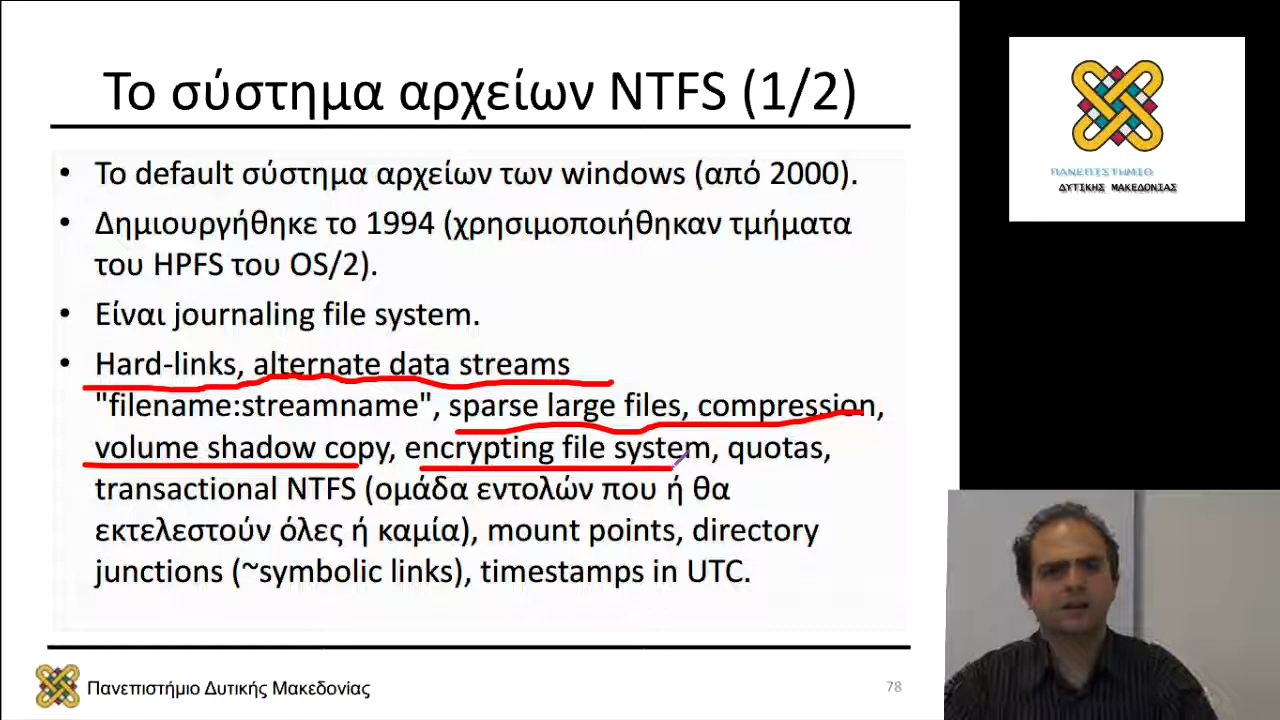 Το σύστημα αρχείων NTFS (1/2)
• Το default σύστημα αρχείων των windows (από 2000).
• Δημιουργήθηκε το 1994 (χρησιμοποιήθηκαν τμήματα
του HPFS του OS/2).
• Είναι journaling file system.
• Hard-links, alternate data streams
"filename:streamname", sparse large files, compression,
volume shadow copy, encrypting file system, quotas,
transactional NTFS (ομάδα εντολών που ή θα
εκτελεστούν όλες ή καμία), mount points, directory
junctions (~symbolic links), timestamps in UTC.
Πανεπιστήμιο Δυτικής Μακεδονίας
78
ΠΑΝΕΠΙΣΤΗΜΙΟ
ΔΥΤΙΚΗΣ ΜΑΚΕΔΟΝΙΑΣ